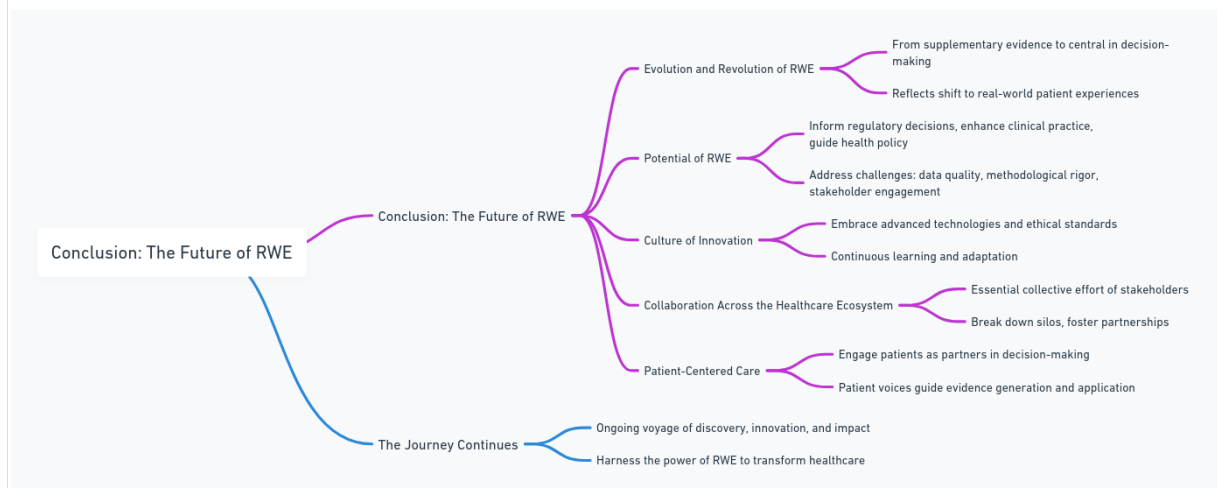 Conclusion: The Future of RWE
Conclusion: The Future of RWE
Evolution and Revolution of RWE
From supplementary evidence to central in decision-
making
Reflects shift to real-world patient experiences
Potential of RWE
Inform regulatory decisions, enhance clinical practice,
guide health policy
Address challenges: data quality, methodological rigor,
stakeholder engagement
Culture of Innovation
Embrace advanced technologies and ethical standards
Continuous learning and adaptation
Collaboration Across the Healthcare Ecosystem
Essential collective effort of stakeholders
Break down silos, foster partnerships
Patient-Centered Care
Engage patients as partners in decision-making
Patient voices guide evidence generation and application
The Journey Continues
Ongoing voyage of discovery, innovation, and impact
Harness the power of RWE to transform healthcare